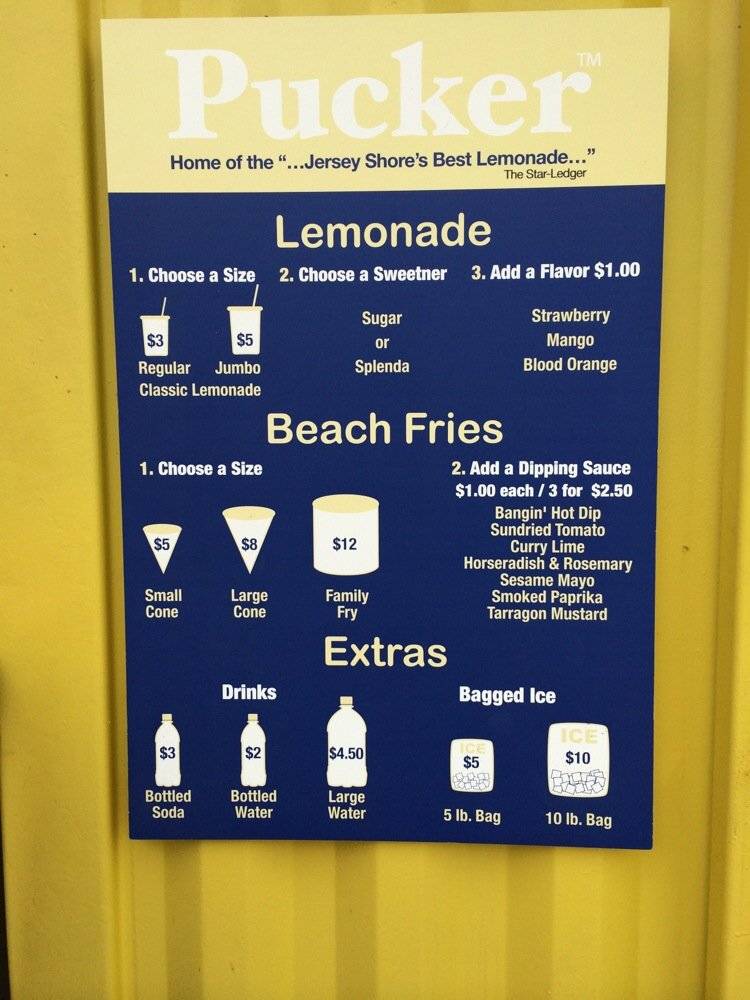 Pucker™
Home of the “...Jersey Shore’s Best Lemonade...”
The Star-Ledger
Lemonade
1. Choose a Size
$3
$5
Regular
Jumbo
Classic Lemonade
2. Choose a Sweetner
Sugar
or
Splenda
3. Add a Flavor $1.00
Strawberry
Mango
Blood Orange
Beach Fries
1. Choose a Size
$5
$8
$12
Small
Cone
Large
Cone
Family
Fry
2. Add a Dipping Sauce
$1.00 each / 3 for $2.50
Bangin' Hot Dip
Sundried Tomato
Curry Lime
Horseradish & Rosemary
Sesame Mayo
Smoked Paprika
Tarragon Mustard
Extras
Drinks
$3
$2
$4.50
Bottled
Soda
Bottled
Water
Large
Water
Bagged Ice
ICE
$5
ICE
$10
5 lb. Bag
10 lb. Bag